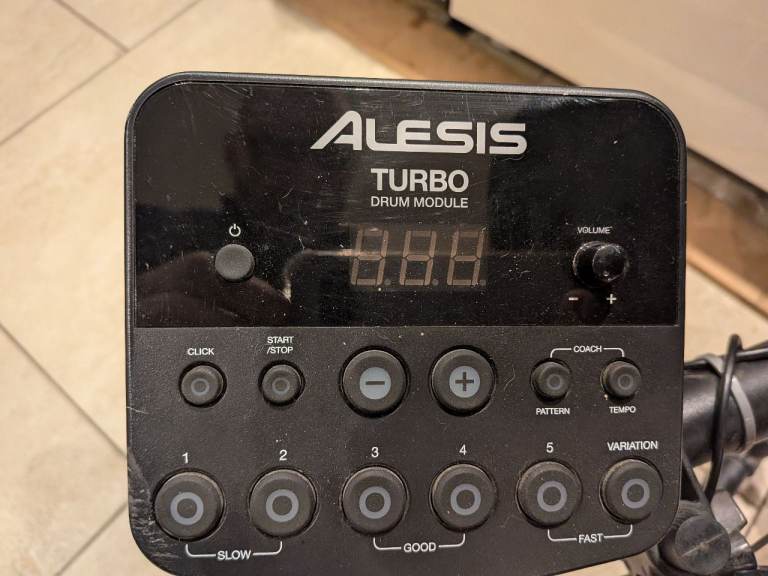 ALESIS
TURBO
DRUM MODULE
VOLUME
- +
CLICK
START
/STOP
- +
COACH
PATTERN TEMPO
1 2 3 4 5 VARIATION
SLOW GOOD FAST